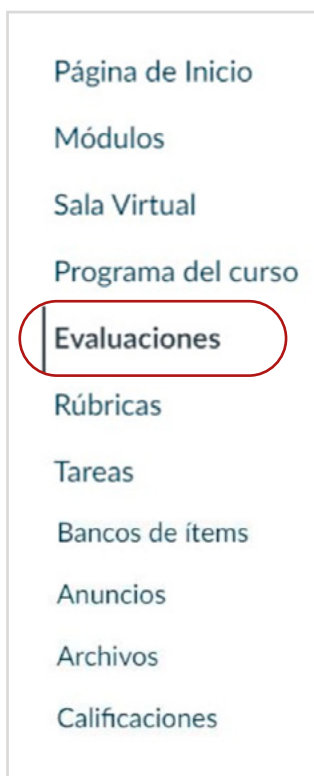 Página de Inicio
Módulos
Sala Virtual
Programa del curso
Evaluaciones
Rúbricas
Tareas
Bancos de ítems
Anuncios
Archivos
Calificaciones